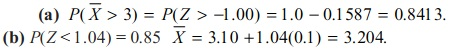 (a) P(X̅ > 3) = P(Z > -1.00) = 1.0 – 0.1587 = 0.8413.
(b) P(Z<1.04) = 0.85 X̅ = 3.10 +1.04(0.1) = 3.204.